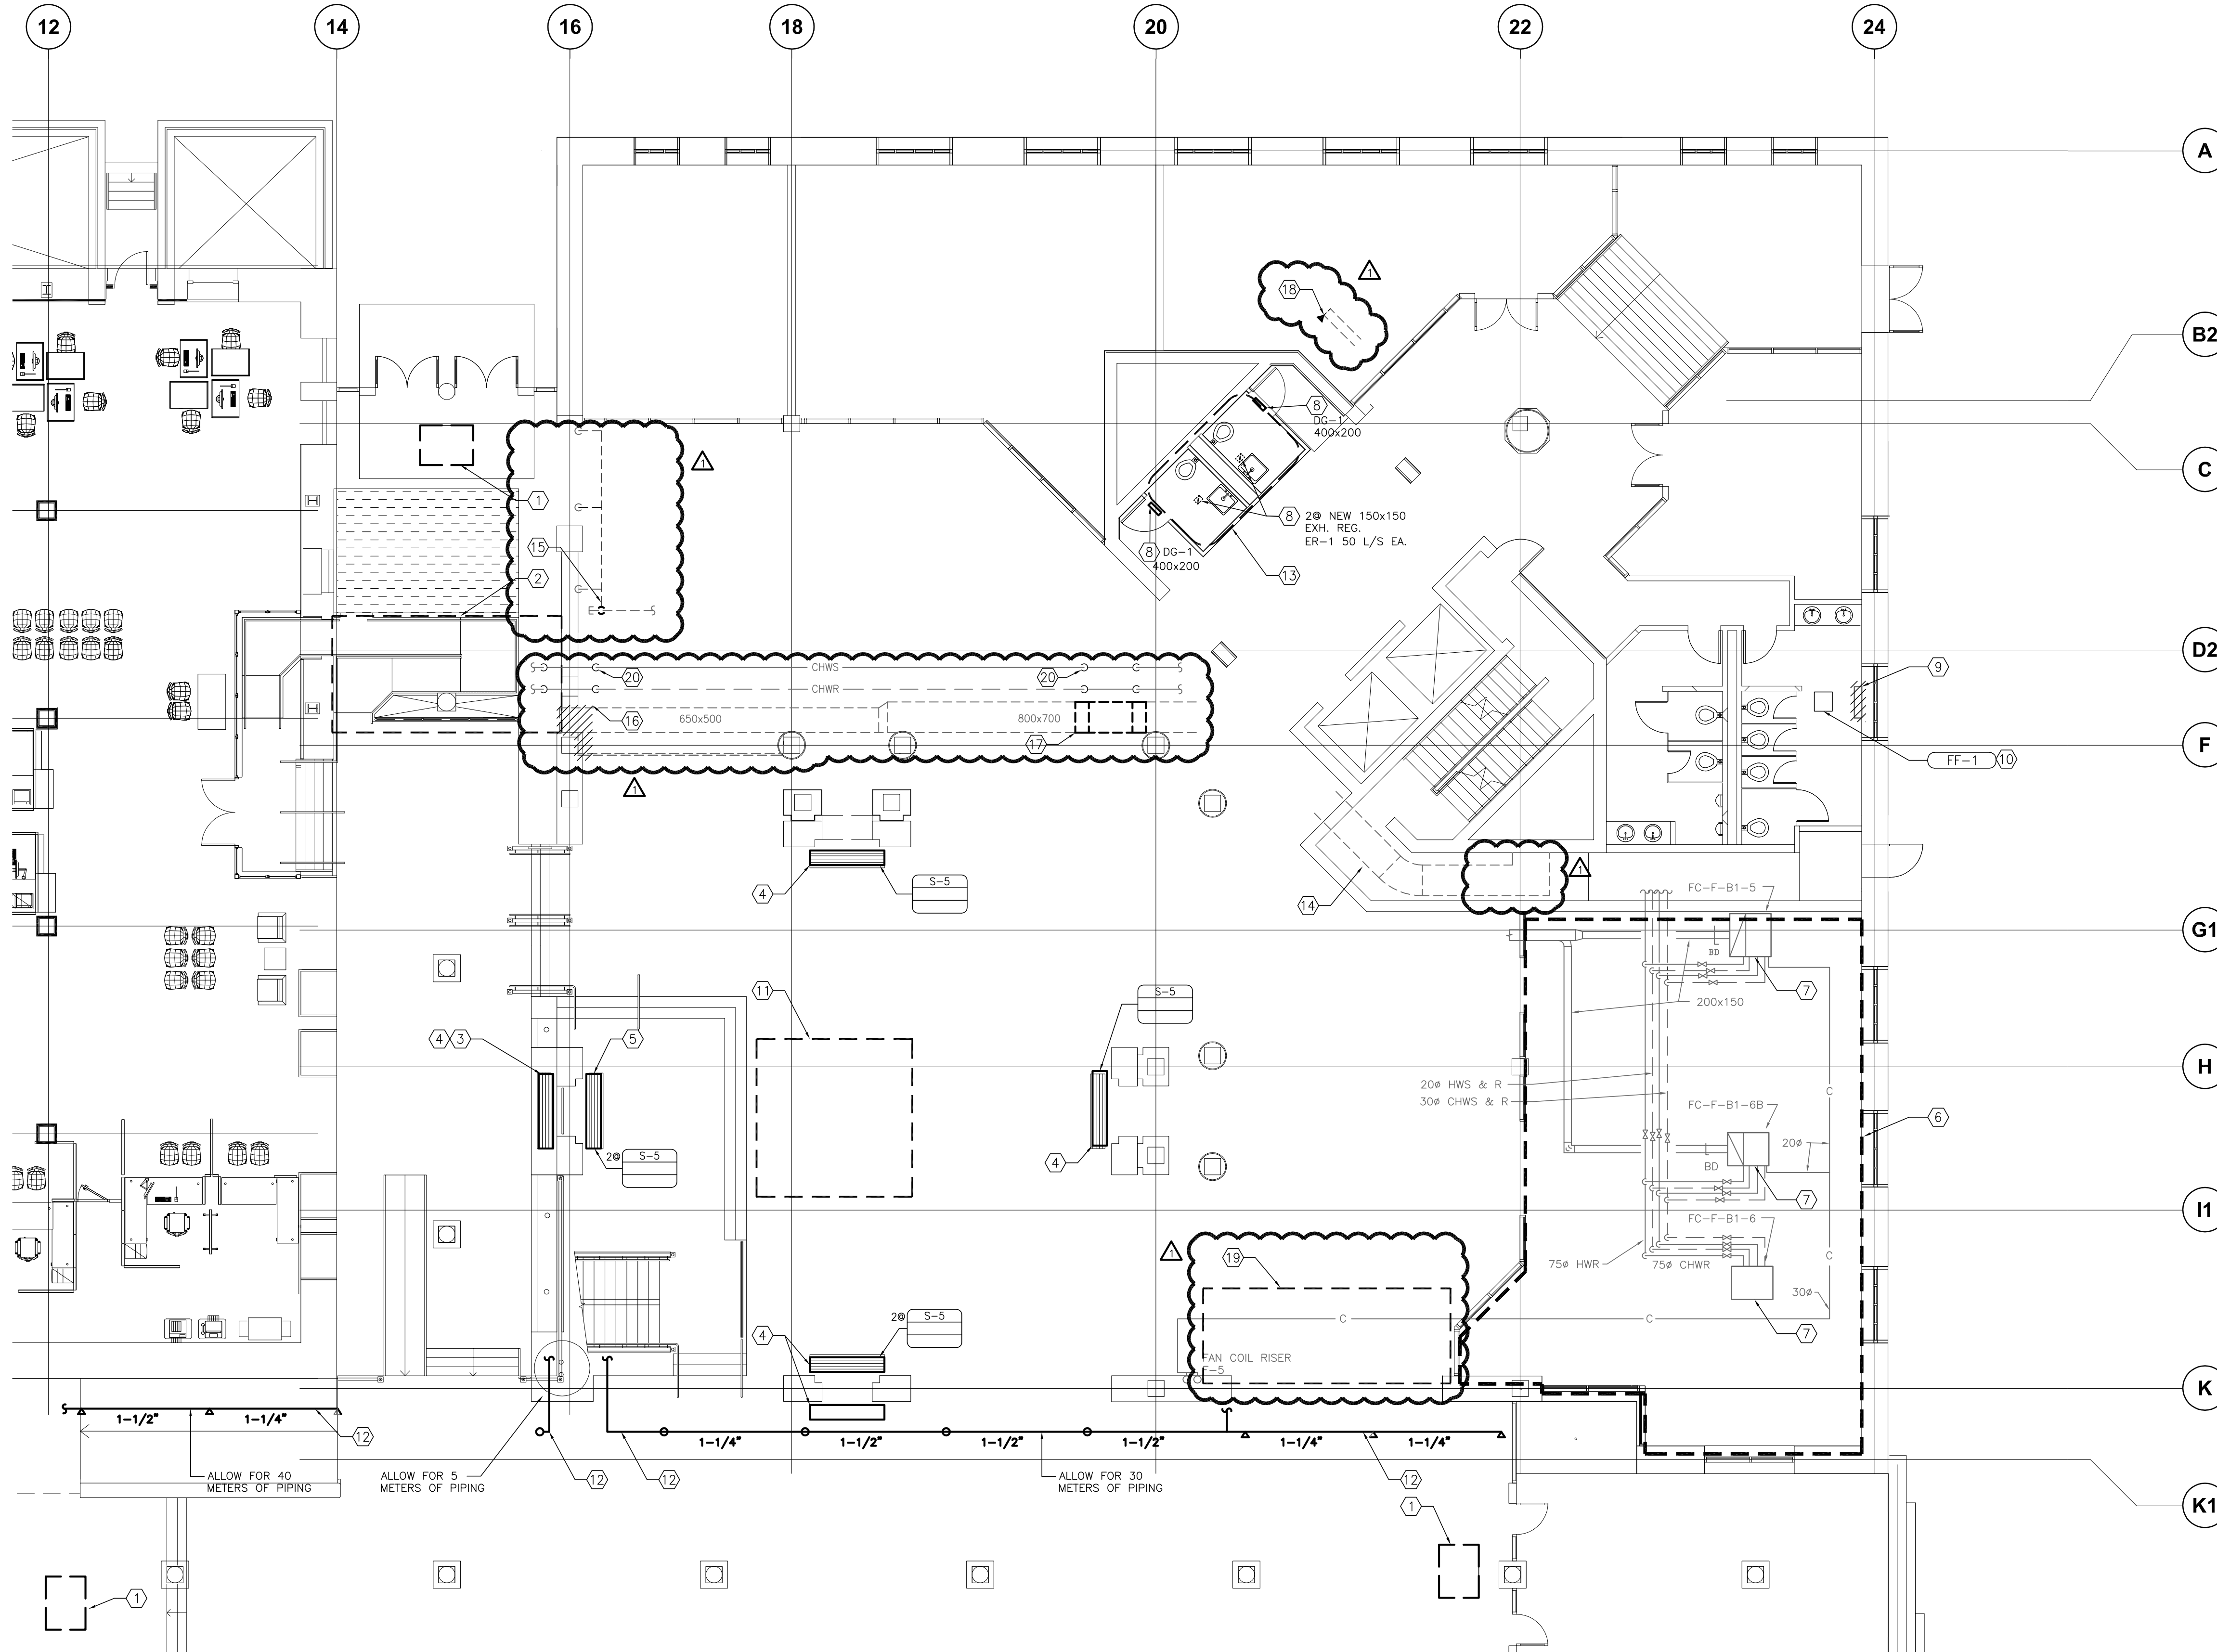 12
14
16
18
20
22
24
A
B2
C
D2
F
G1
H
I1
K
K1
18
1
8
DG-1
400x200
1
1
8
2@ NEW 150x150
EXH. REG.
ER-1 50 L/S EA.
15
8
DG-1
400x200
13
2
CHWS
20
20
9
CHWR
16
650x500
800x700
17
FF-1
10
1
S-5
4
1
14
FC-F-B1-5
BD
11
S-5
7
200x150
4
3
5
20ø HWS & R
30ø CHWS & R
C
FC-F-B1-6B
6
2@
S-5
4
20ø
BD
7
FC-F-B1-6
1
19
75ø HWR
75ø CHWR
C
30ø
2@
S-5
4
C
C
7
FAN COIL RISER
F-5
1-1/2"
1-1/4"
12
1-1/4"
1-1/2"
1-1/2"
1-1/2"
1-1/4"
1-1/4"
ALLOW FOR 40
METERS OF PIPING
ALLOW FOR 5
METERS OF PIPING
12
12
ALLOW FOR 30
METERS OF PIPING
12
1
1